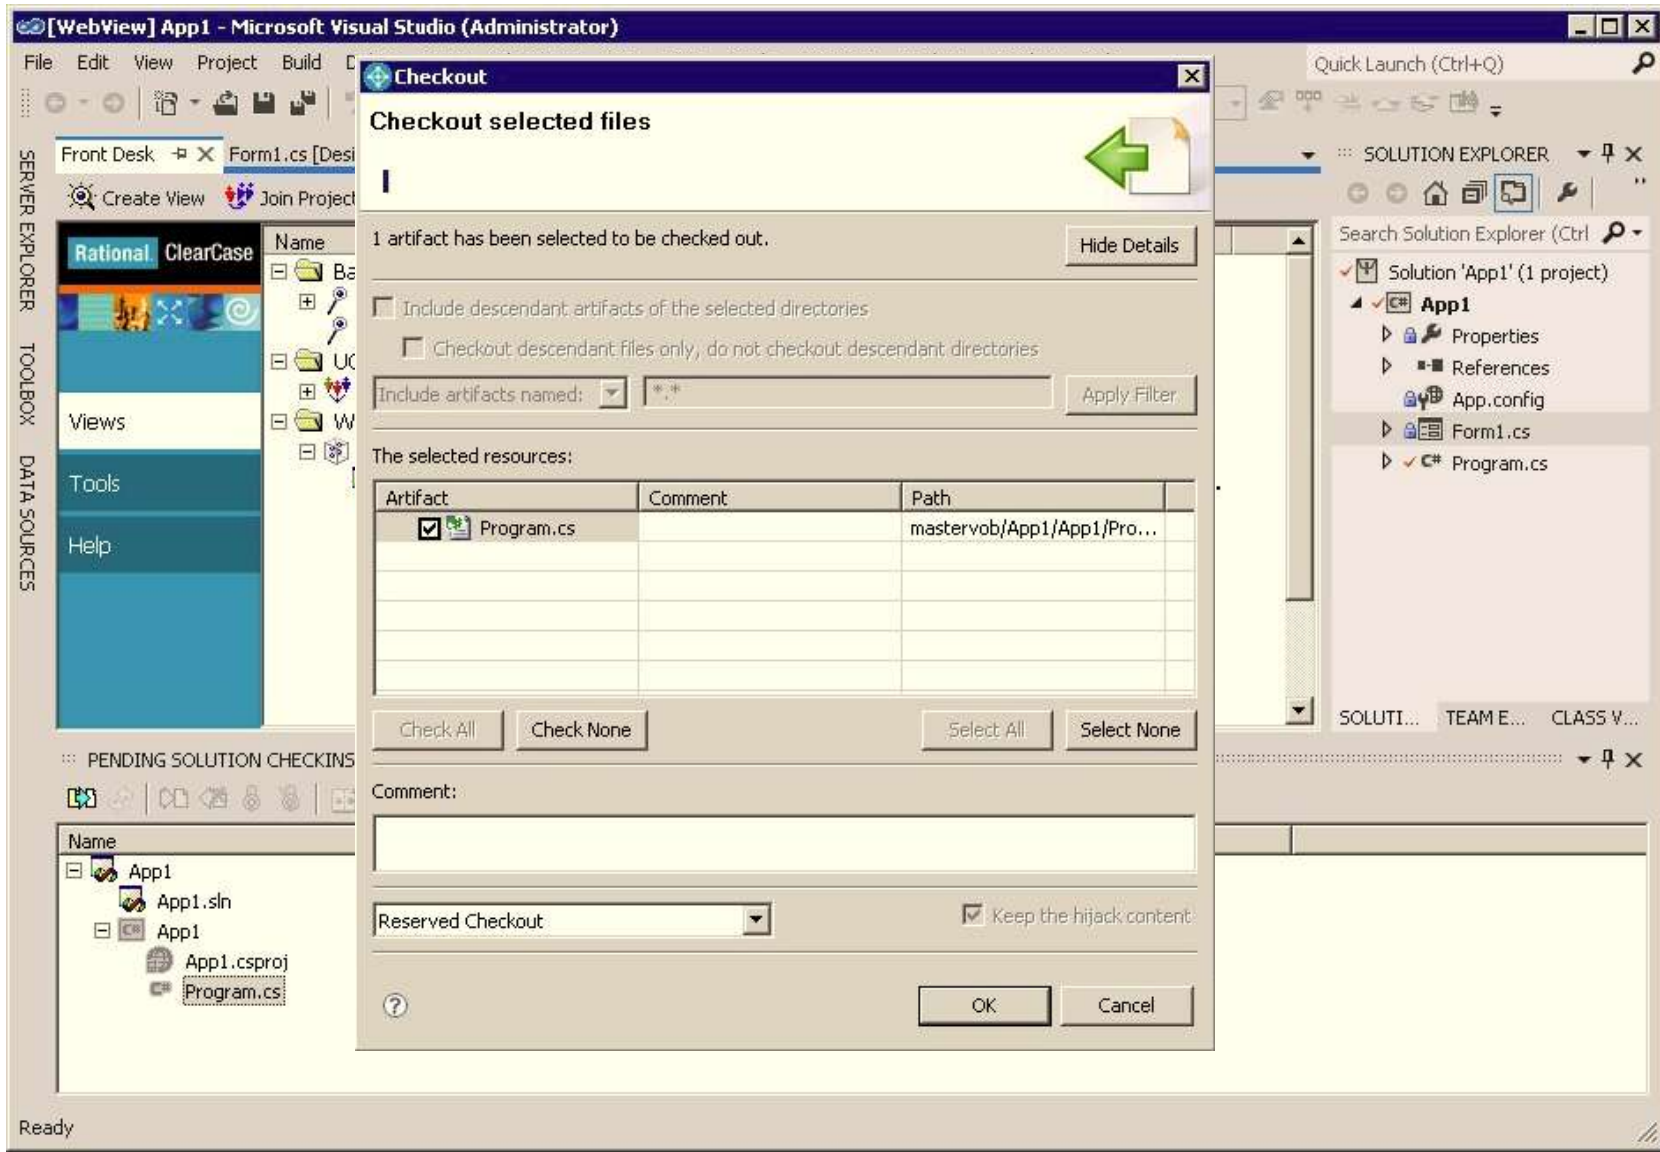 [WebView] App1 - Microsoft Visual Studio (Administrator)
File Edit View Project Build
Quick Launch (Ctrl+Q)
Checkout
Checkout selected files
1 artifact has been selected to be checked out.
Hide Details
Include descendant artifacts of the selected directories
Checkout descendant files only, do not checkout descendant directories
Include artifacts named:
*.*
Apply Filter
The selected resources:
Artifact Comment Path
Program.cs mastervob/App1/App1/Pro...
Check All
Check None
Select All
Select None
Comment:
Reserved Checkout
Keep the hijack content
OK
Cancel
SERVER EXPLORER
TOOLBOX
DATA SOURCES
Front Desk
Form1.cs [Desi
Create View
Join Project
Rational. ClearCase
Views
Tools
Help
Name
Ba
UC
W
SOLUTION EXPLORER
Search Solution Explorer (Ctrl
Solution 'App1' (1 project)
C# App1
Properties
References
App.config
Form1.cs
C# Program.cs
SOLUTI... TEAM E... CLASS V...
PENDING SOLUTION CHECKINS
Name
App1
App1.sln
C# App1
App1.csproj
C# Program.cs
Ready